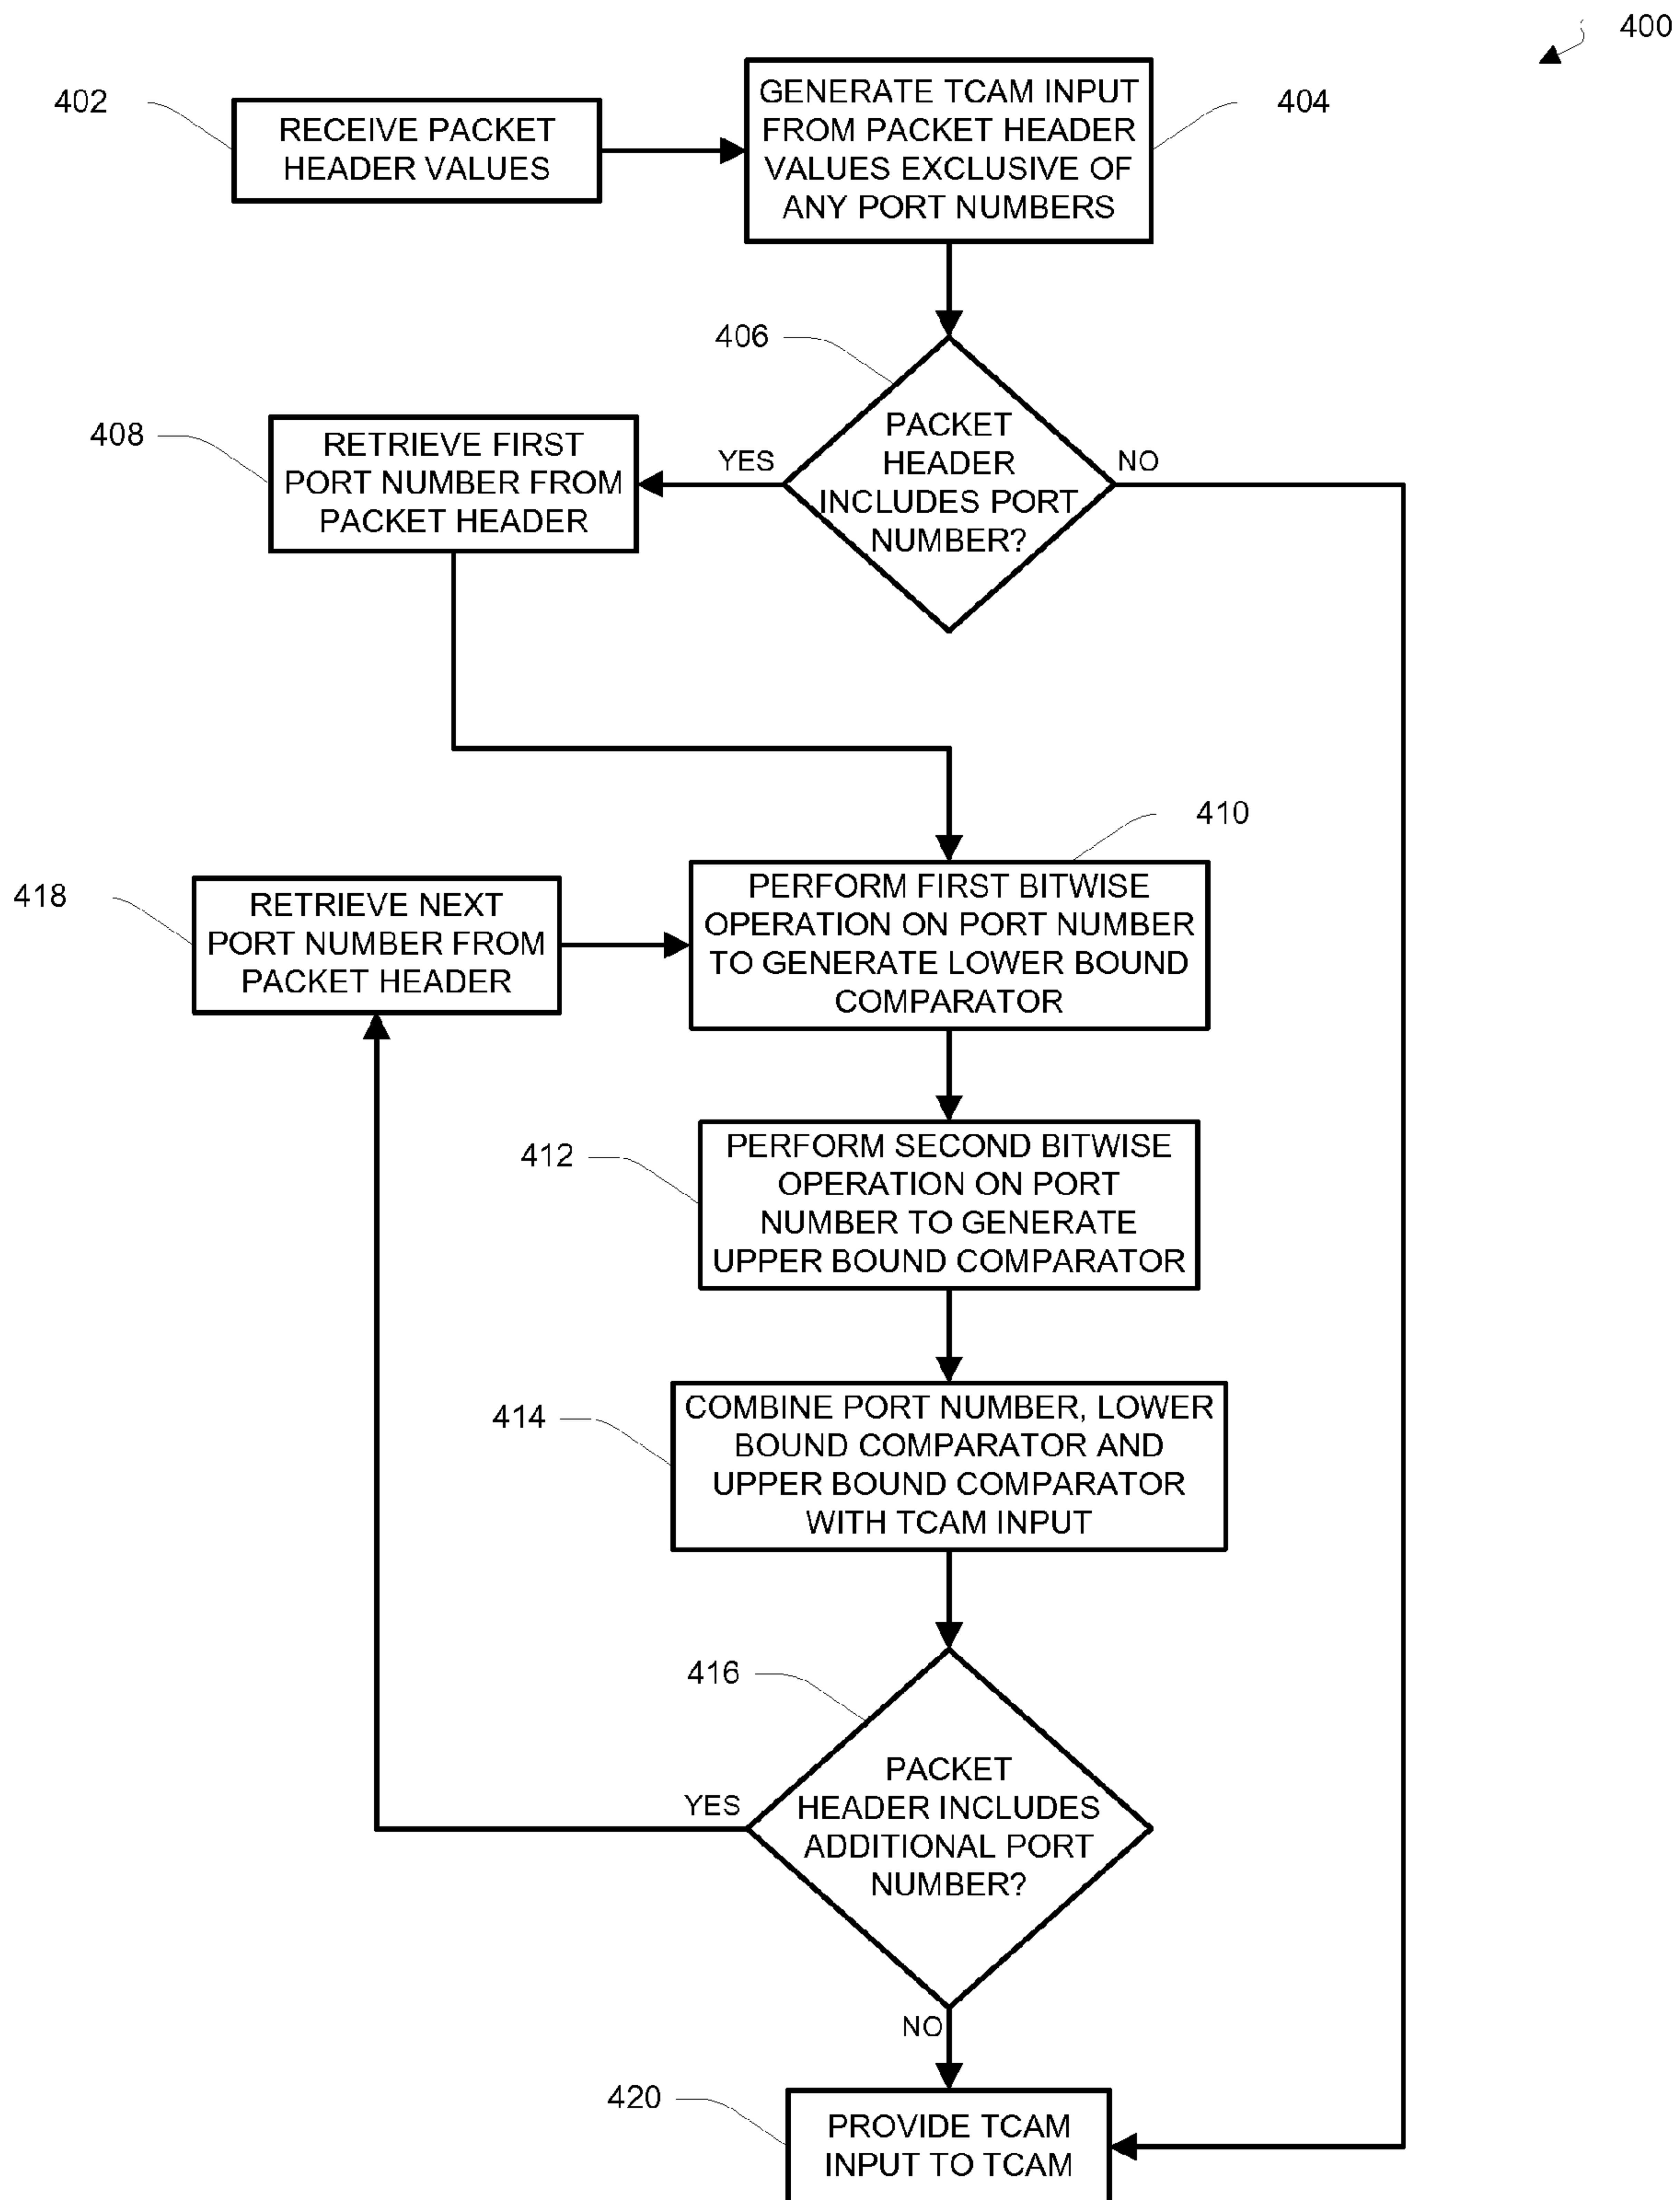 400
402
RECEIVE PACKET
HEADER VALUES
GENERATE TCAM INPUT
FROM PACKET HEADER
VALUES EXCLUSIVE OF
ANY PORT NUMBERS
404
406
PACKET
HEADER
INCLUDES PORT
NUMBER?
YES
NO
408
RETRIEVE FIRST
PORT NUMBER FROM
PACKET HEADER
410
PERFORM FIRST BITWISE
OPERATION ON PORT NUMBER
TO GENERATE LOWER BOUND
COMPARATOR
418
RETRIEVE NEXT
PORT NUMBER FROM
PACKET HEADER
412
PERFORM SECOND BITWISE
OPERATION ON PORT
NUMBER TO GENERATE
UPPER BOUND COMPARATOR
414
COMBINE PORT NUMBER, LOWER
BOUND COMPARATOR AND
UPPER BOUND COMPARATOR
WITH TCAM INPUT
416
PACKET
HEADER INCLUDES
ADDITIONAL PORT
NUMBER?
YES
NO
420
PROVIDE TCAM
INPUT TO TCAM